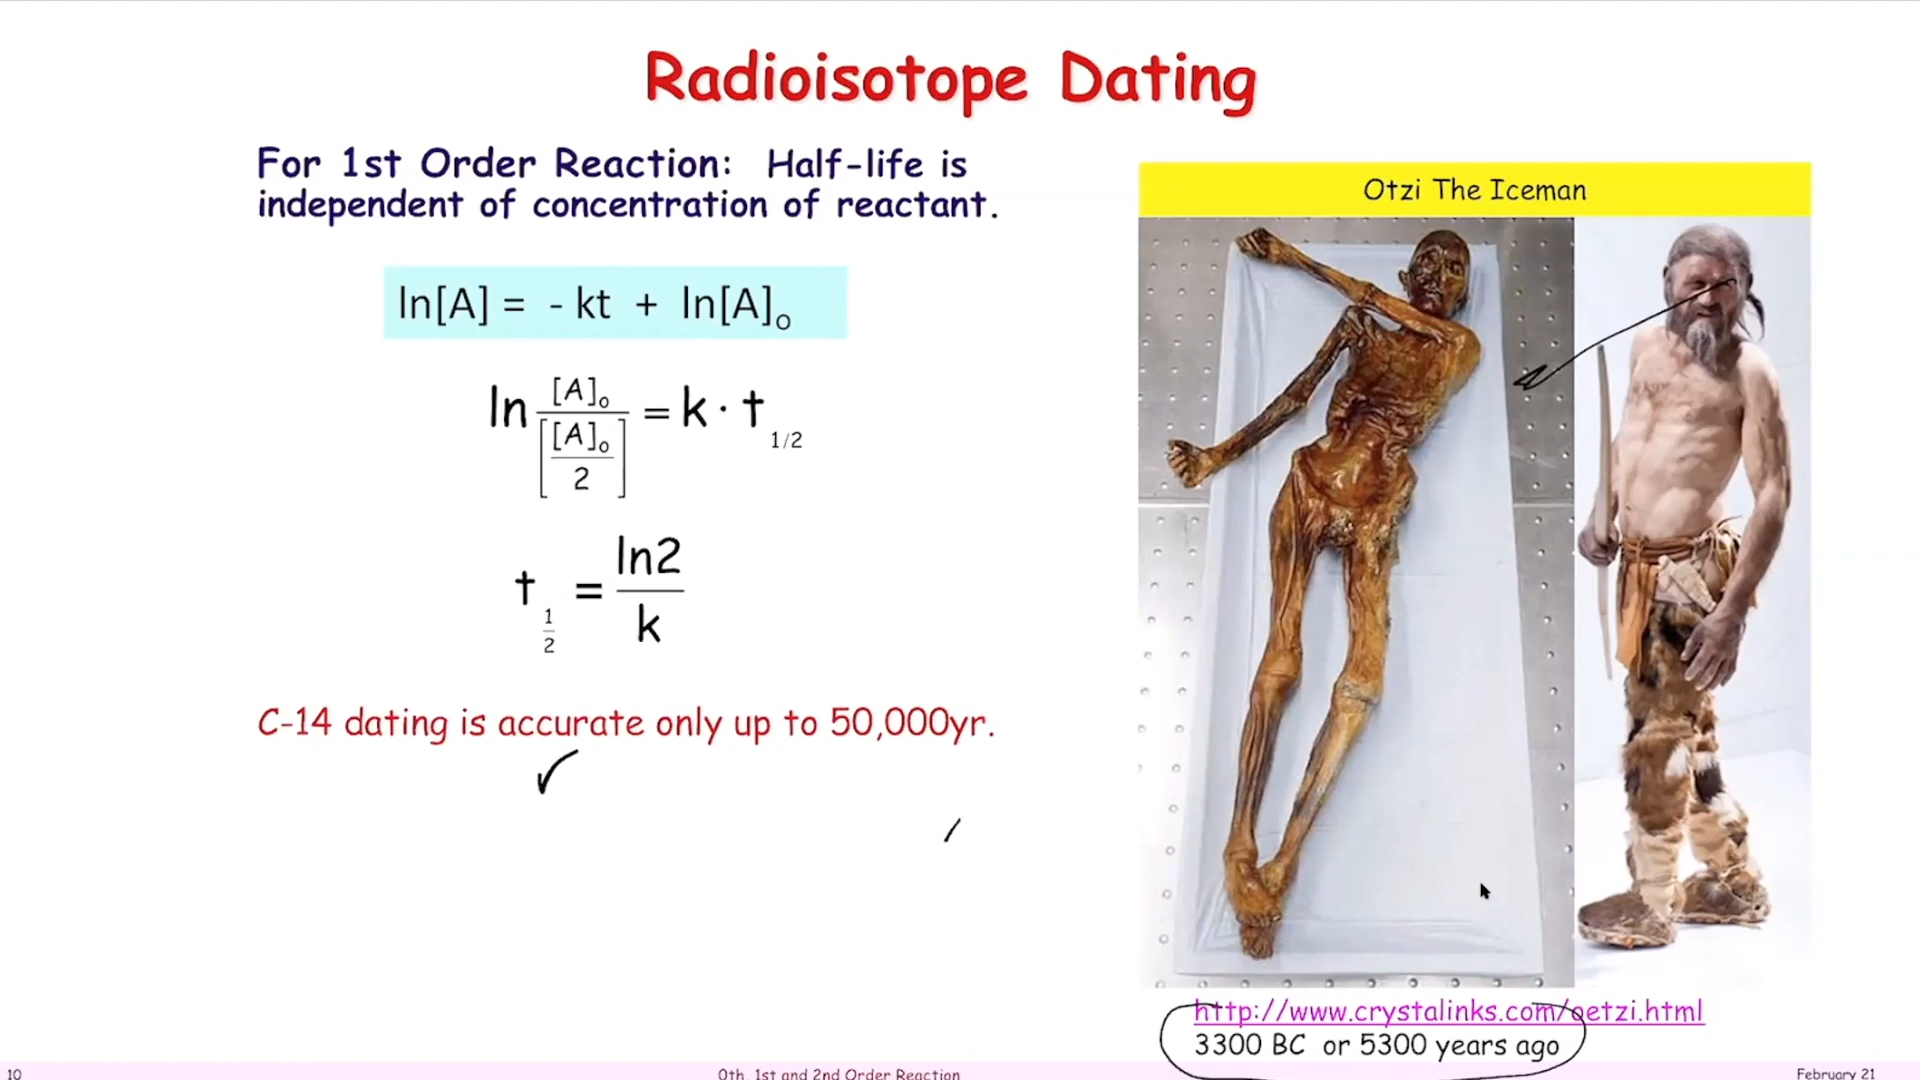 Radioisotope Dating
For 1st Order Reaction: Half-life is
independent of concentration of reactant.
ln[A] = - kt + ln[A]o
ln [A]o / [[A]o / 2] = k · t 1/2
t 1/2 = ln2 / k
C-14 dating is accurate only up to 50,000yr.
Otzi The Iceman
http://www.crystalinks.com/oetzi.html
3300 BC or 5300 years ago
10
0th, 1st and 2nd Order Reaction
February 21